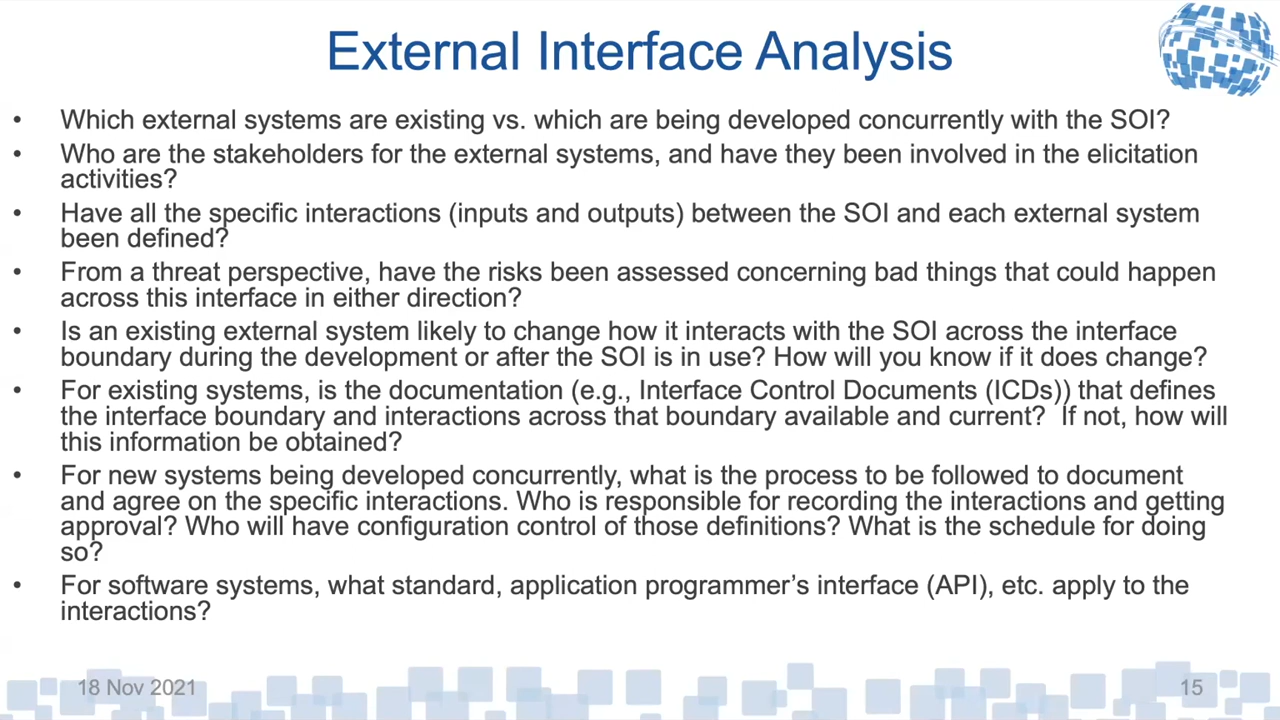 External Interface Analysis
• Which external systems are existing vs. which are being developed concurrently with the SOI?
• Who are the stakeholders for the external systems, and have they been involved in the elicitation
activities?
• Have all the specific interactions (inputs and outputs) between the SOI and each external system
been defined?
• From a threat perspective, have the risks been assessed concerning bad things that could happen
across this interface in either direction?
• Is an existing external system likely to change how it interacts with the SOI across the interface
boundary during the development or after the SOI is in use? How will you know if it does change?
• For existing systems, is the documentation (e.g., Interface Control Documents (ICDs)) that defines
the interface boundary and interactions across that boundary available and current?  If not, how will
this information be obtained?
• For new systems being developed concurrently, what is the process to be followed to document
and agree on the specific interactions. Who is responsible for recording the interactions and getting
approval? Who will have configuration control of those definitions? What is the schedule for doing
so?
• For software systems, what standard, application programmer’s interface (API), etc. apply to the
interactions?
18 Nov 2021
15